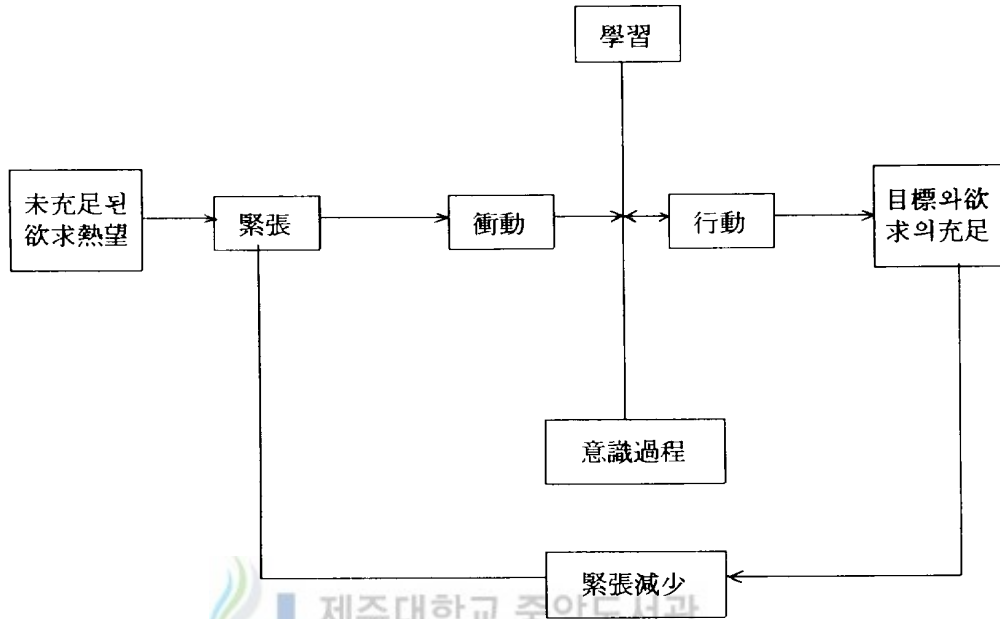 學習
未充足된
欲求熱望
緊張
衝動
行動
目標와欲
求의充足
意識過程
緊張減少
제주대학교 중앙도서관